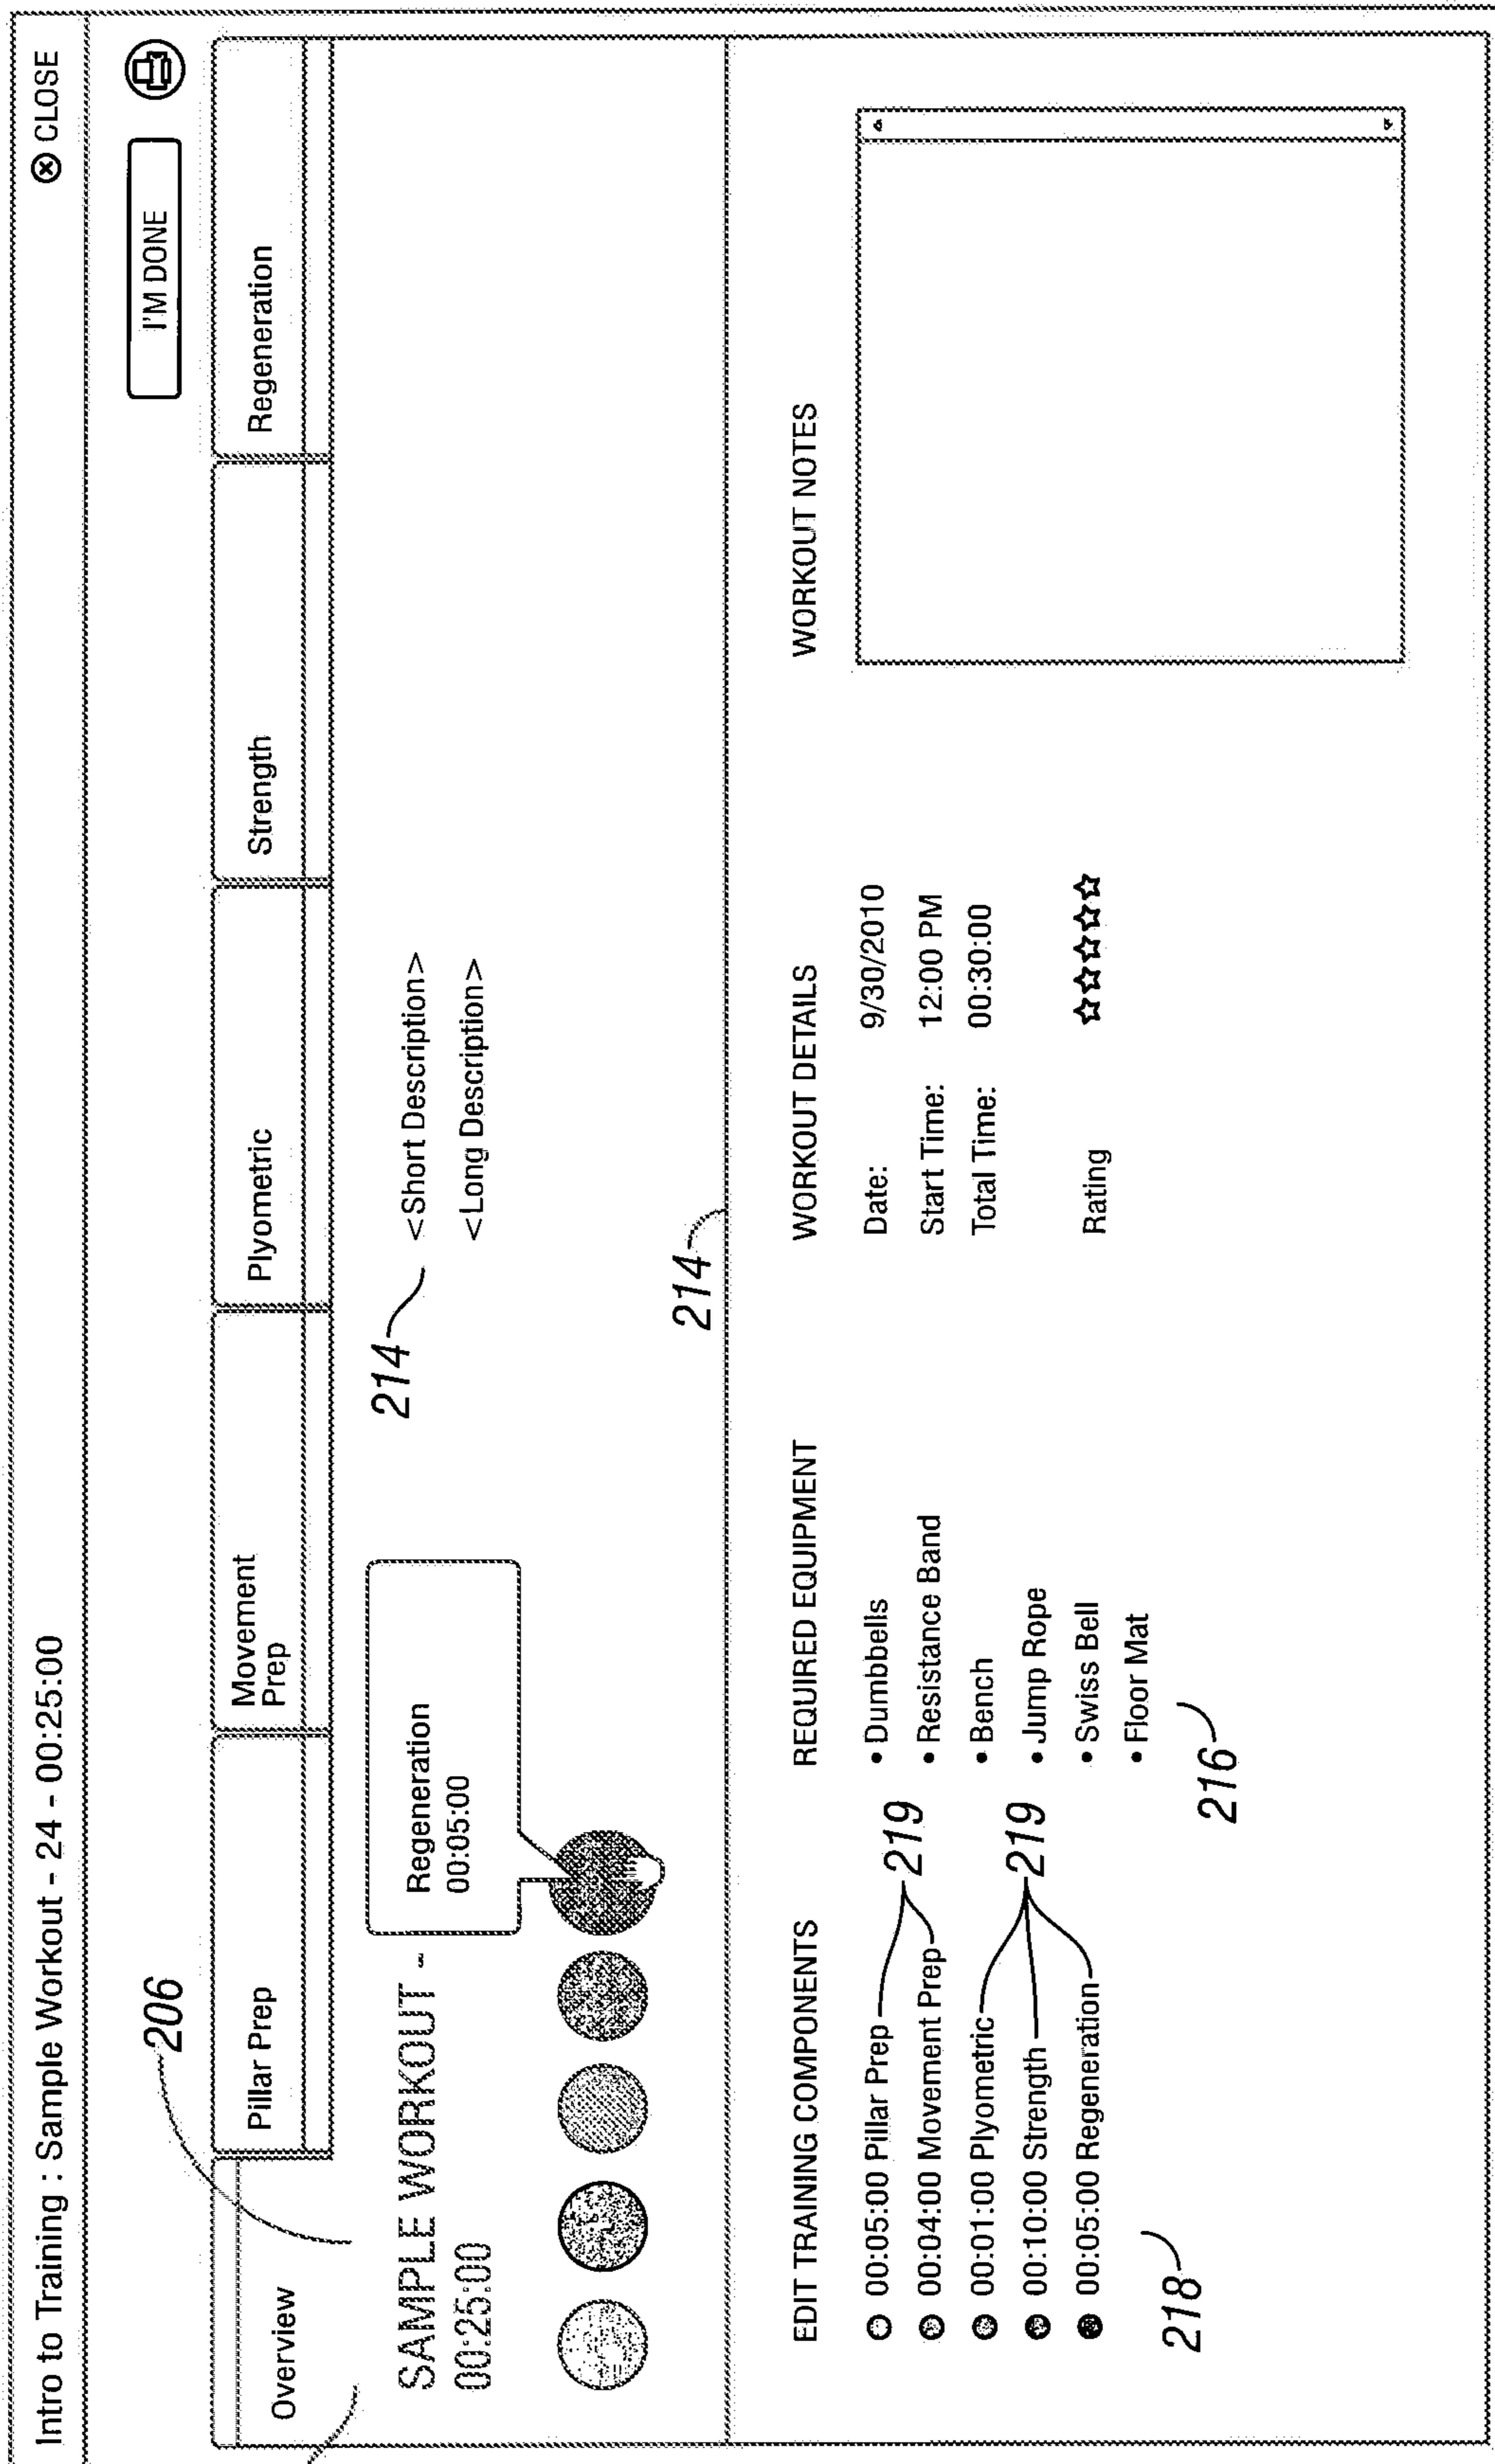 Intro to Training : Sample Workout - 24 - 00:25:00
CLOSE
206
I'M DONE
Overview
Pillar Prep
Movement
Prep
Plyometric
Strength
Regeneration
SAMPLE WORKOUT -
00:25:00
Regeneration
00:05:00
214
<Short Description>
<Long Description>
214
EDIT TRAINING COMPONENTS
00:05:00 Pillar Prep
00:04:00 Movement Prep
00:01:00 Plyometric
00:10:00 Strength
00:05:00 Regeneration
219
219
218
REQUIRED EQUIPMENT
• Dumbbells
• Resistance Band
• Bench
• Jump Rope
• Swiss Bell
• Floor Mat
216
WORKOUT DETAILS
Date: 9/30/2010
Start Time: 12:00 PM
Total Time: 00:30:00
Rating
WORKOUT NOTES